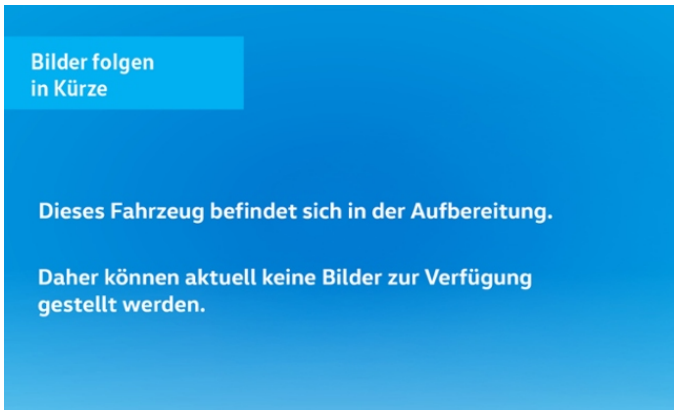 Bilder folgen
in Kürze
Dieses Fahrzeug befindet sich in der Aufbereitung.
Daher können aktuell keine Bilder zur Verfügung
gestellt werden.